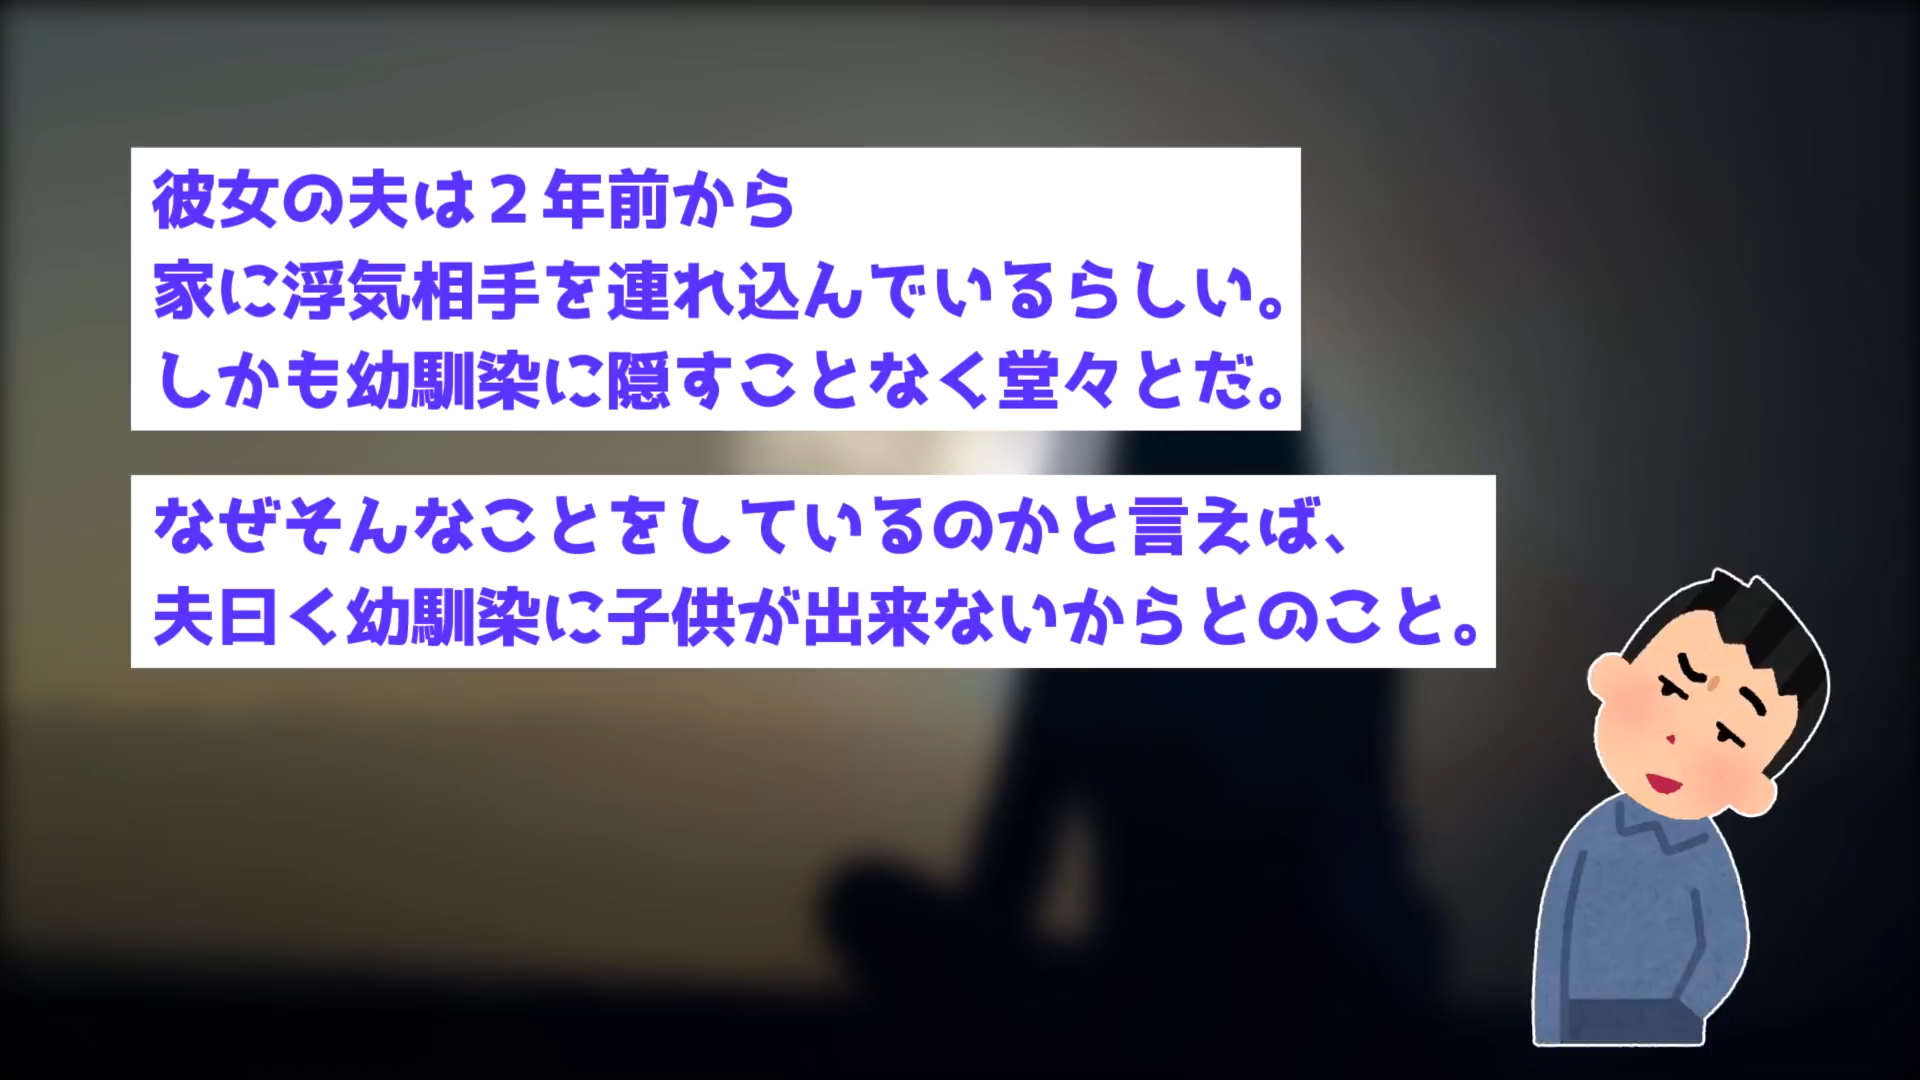 彼女の夫は２年前から
家に浮気相手を連れ込んでいるらしい。
しかも幼馴染に隠すことなく堂々とだ。
なぜそんなことをしているのかと言えば、
夫曰く幼馴染に子供が出来ないからとのこと。